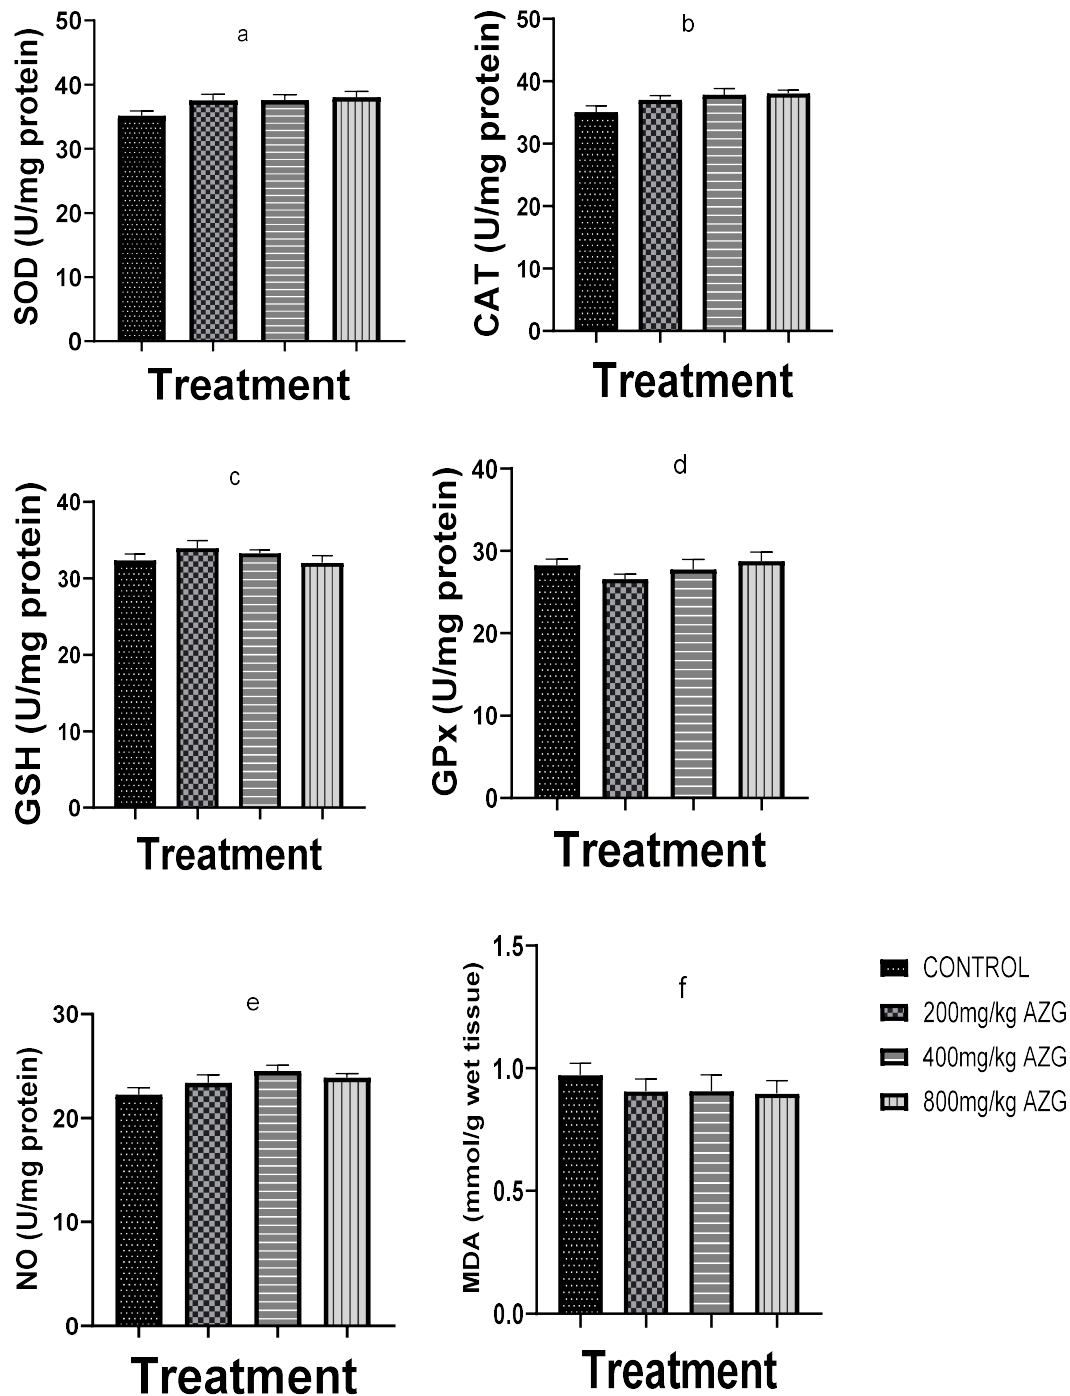 a
SOD (U/mg protein)
50
40
30
20
10
0
Treatment
b
CAT (U/mg protein)
50
40
30
20
10
0
Treatment
c
GSH (U/mg protein)
40
30
20
10
0
Treatment
d
GPx (U/mg protein)
40
30
20
10
0
Treatment
e
NO (U/mg protein)
30
20
10
0
Treatment
f
MDA (mmol/g wet tissue)
1.5
1.0
0.5
0.0
Treatment
CONTROL
200mg/kg AZG
400mg/kg AZG
800mg/kg AZG